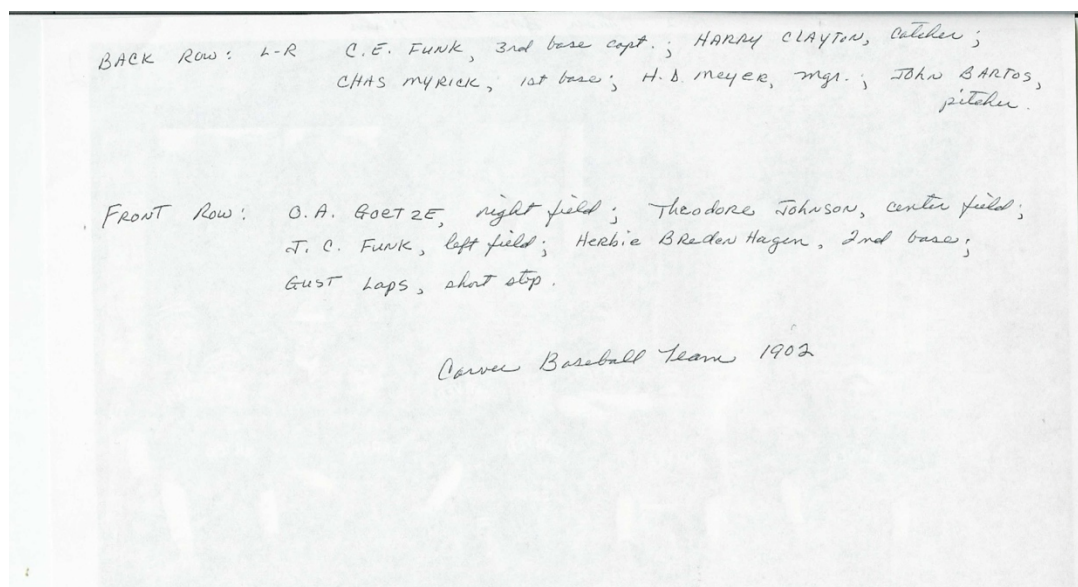 BACK ROW: L-R C.E. FUNK, 3rd base capt.; HARRY CLAYTON, catcher;
CHAS MYRICK, 1st base; H.D. MEYER, mgr.; JOHN BARTOS,
pitcher.
FRONT ROW: O.A. GOETZE, right field; Theodore JOHNSON, center field;
J.C. FUNK, left field; Herbie BREDENHAGEN, 2nd base;
GUST LAPS, short stop.
Carver Baseball Team 1902